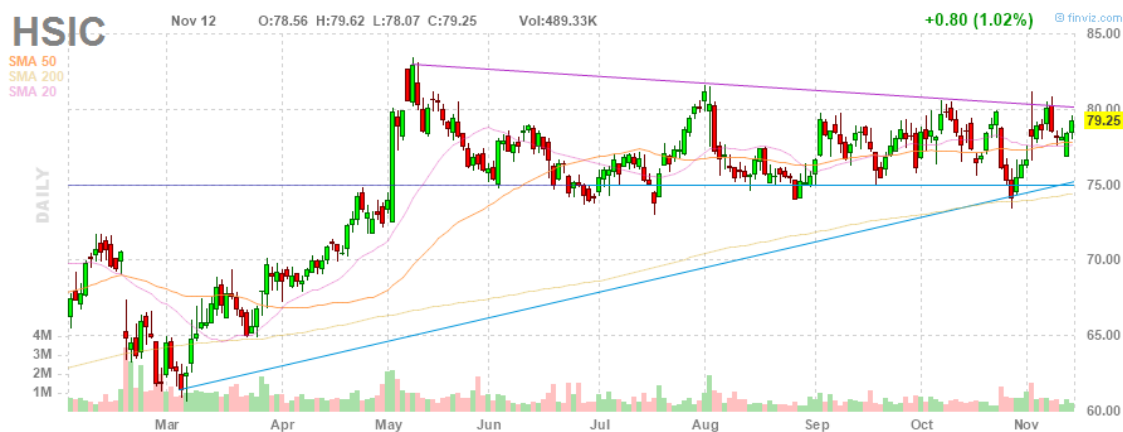 HSIC
Nov 12 O:78.56 H:79.62 L:78.07 C:79.25 Vol:489.33K +0.80 (1.02%) © finviz.com
SMA 50
SMA 200
SMA 20
DAILY
85.00
80.00
79.25
75.00
70.00
65.00
60.00
4M
3M
2M
1M
Mar Apr May Jun Jul Aug Sep Oct Nov